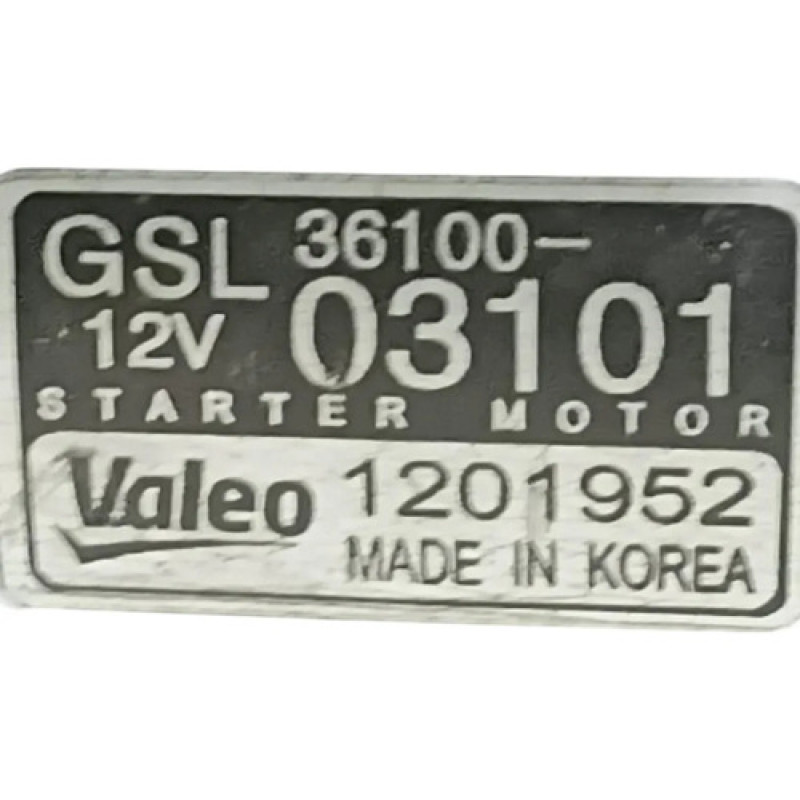 GSL 36100-
12V 03101
STARTER MOTOR
Valeo 1201952
MADE IN KOREA